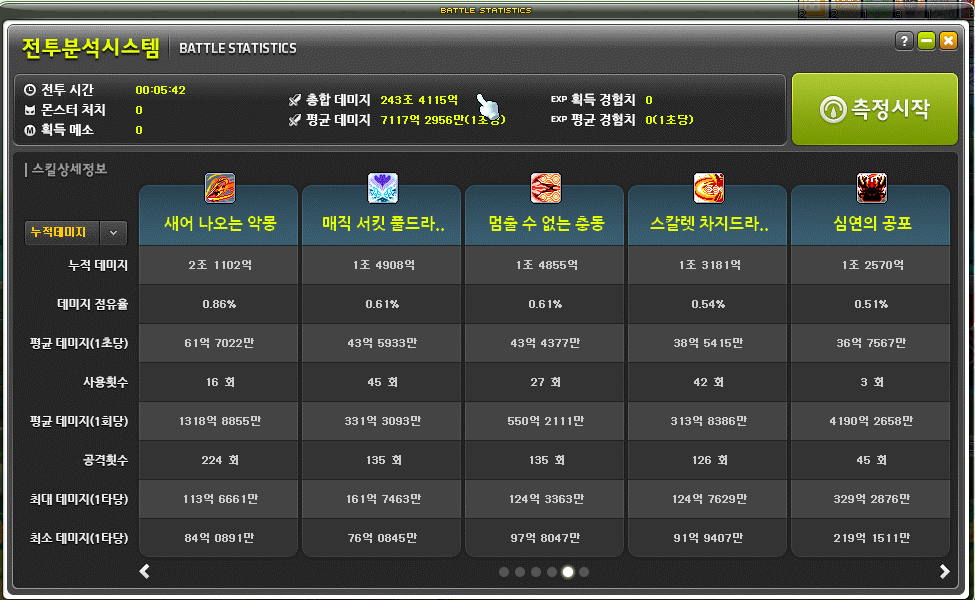 BATTLE STATISTICS
전투분석시스템 BATTLE STATISTICS
전투 시간 00:05:42
몬스터 처치 0
획득 메소 0
총합 데미지 243조 4115억
평균 데미지 7117억 2956만(1초당)
EXP 획득 경험치 0
EXP 평균 경험치 0(1초당)
측정시작
스킬상세정보
누적데미지 새어 나오는 악몽 매직 서킷 풀드라.. 멈출 수 없는 충동 스칼렛 차지드라.. 심연의 공포
누적 데미지 2조 1102억 1조 4908억 1조 4855억 1조 3181억 1조 2570억
데미지 점유율 0.86% 0.61% 0.61% 0.54% 0.51%
평균 데미지(1초당) 61억 7022만 43억 5933만 43억 4377만 38억 5415만 36억 7567만
사용횟수 16 회 45 회 27 회 42 회 3 회
평균 데미지(1회당) 1318억 8855만 331억 3093만 550억 2111만 313억 8386만 4190억 2658만
공격횟수 224 회 135 회 135 회 126 회 45 회
최대 데미지(1타당) 113억 6661만 161억 7463만 124억 3363만 124억 7629만 329억 2876만
최소 데미지(1타당) 84억 0891만 76억 0845만 97억 8047만 91억 9407만 219억 1511만